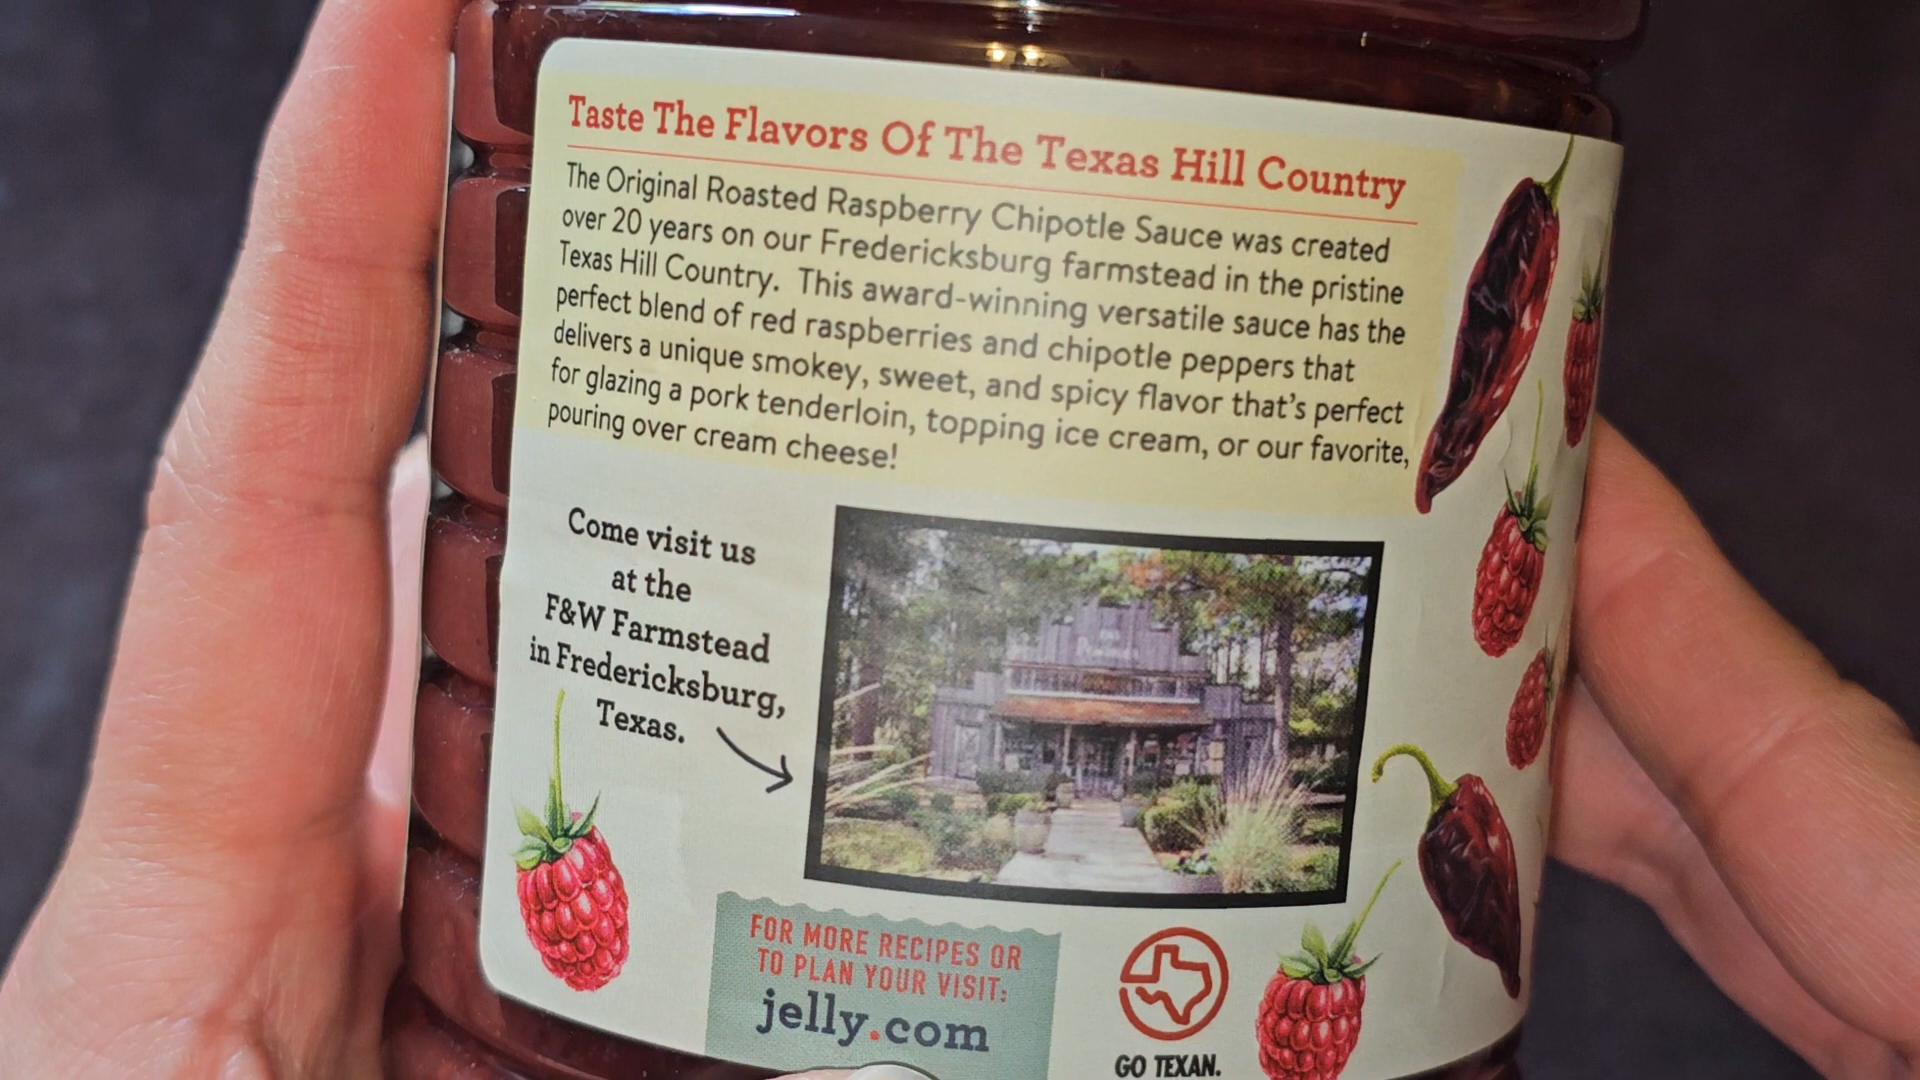 Taste The Flavors Of The Texas Hill Country
The Original Roasted Raspberry Chipotle Sauce was created
over 20 years on our Fredericksburg farmstead in the pristine
Texas Hill Country. This award-winning versatile sauce has the
perfect blend of red raspberries and chipotle peppers that
delivers a unique smokey, sweet, and spicy flavor that's perfect
for glazing a pork tenderloin, topping ice cream, or our favorite,
pouring over cream cheese!
Come visit us
at the
F&W Farmstead
in Fredericksburg,
Texas.
FOR MORE RECIPES OR
TO PLAN YOUR VISIT:
jelly.com
GO TEXAN.